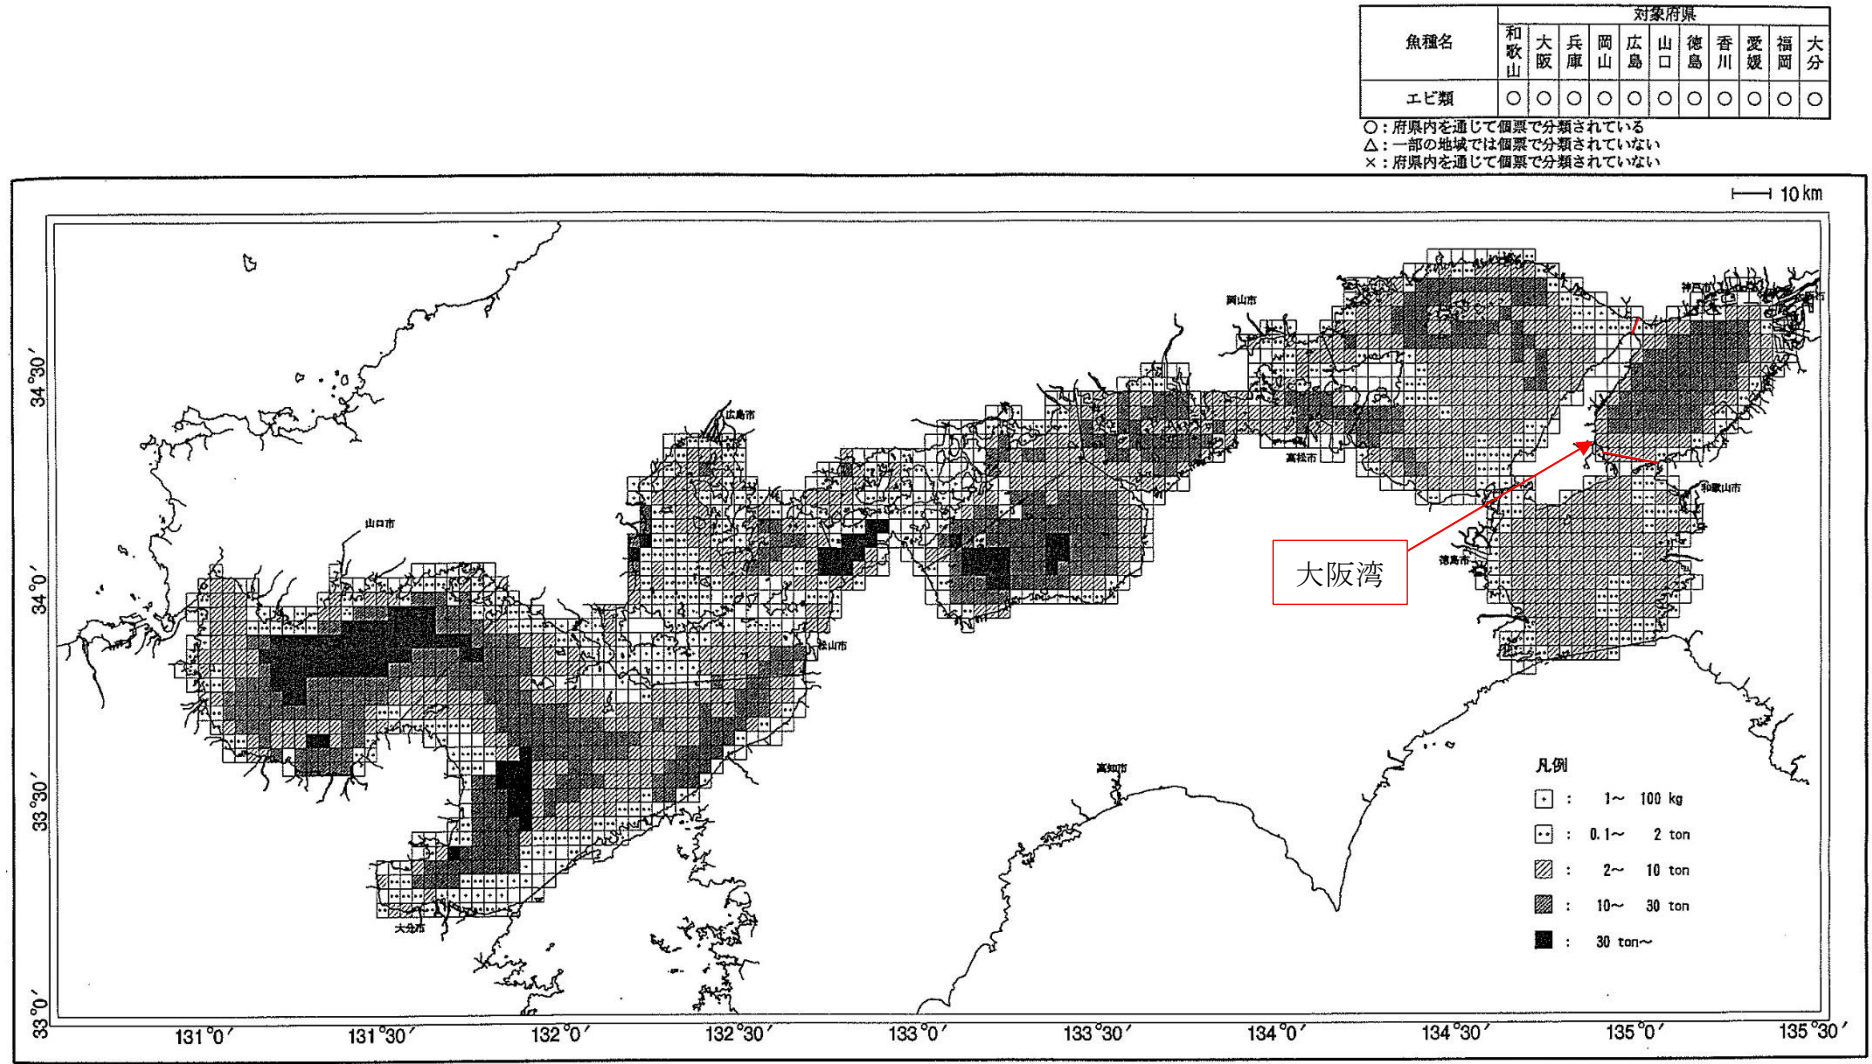 魚種名
対象府県
和歌山 大阪 兵庫 岡山 広島 山口 徳島 香川 愛媛 福岡 大分
エビ類 ○ ○ ○ ○ ○ ○ ○ ○ ○ ○ ○
○：府県内を通じて個票で分類されている
△：一部の地域では個票で分類されていない
×：府県内を通じて個票で分類されていない
10 km
神戸市
岡山市
34°30′
広島市
高松市
和歌山市
山口市
大阪湾
徳島市
34°0′
松山市
高知市
33°30′
凡例
： 1～ 100 kg
： 0.1～ 2 ton
： 2～ 10 ton
： 10～ 30 ton
： 30 ton～
大分市
33°0′
131°0′ 131°30′ 132°0′ 132°30′ 133°0′ 133°30′ 134°0′ 134°30′ 135°0′ 135°30′